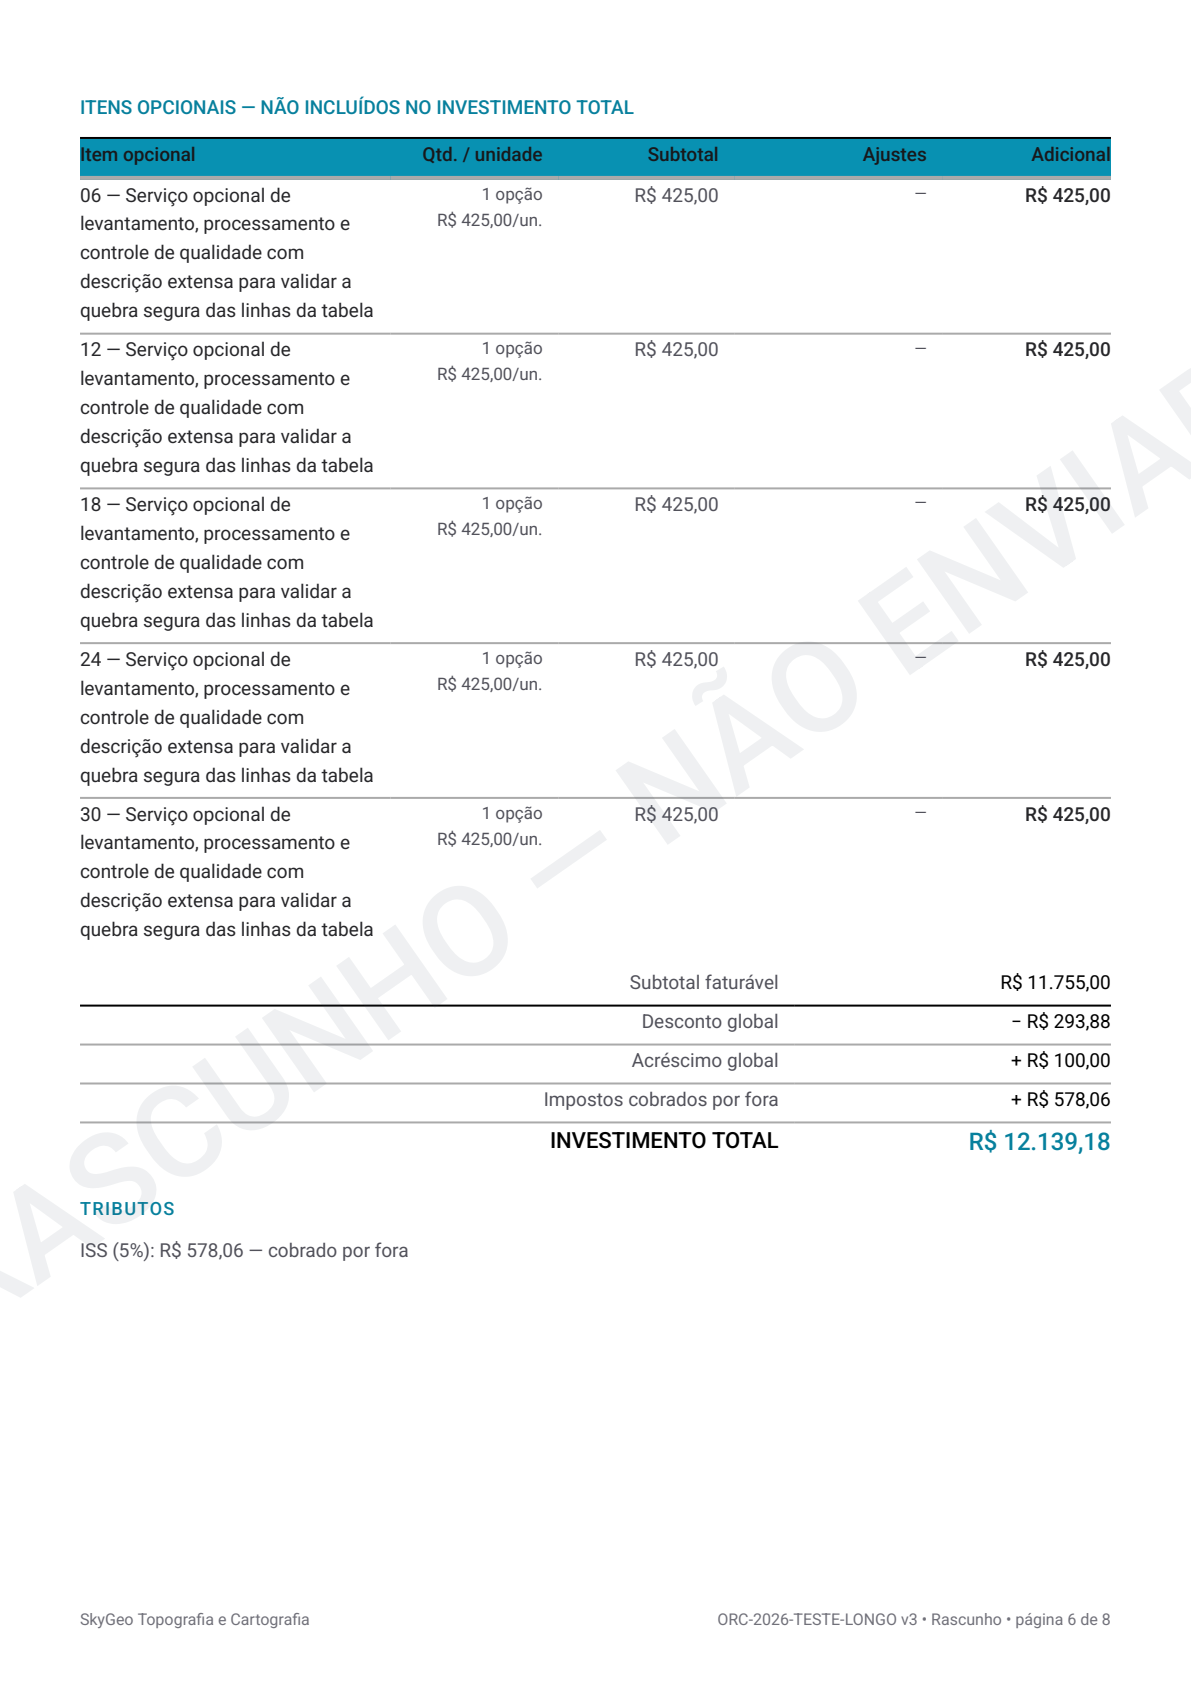 ITENS OPCIONAIS — NÃO INCLUÍDOS NO INVESTIMENTO TOTAL
Item opcional Qtd. / unidade Subtotal Ajustes Adicional
06 — Serviço opcional de 1 opção R$ 425,00 — R$ 425,00
levantamento, processamento e R$ 425,00/un.
controle de qualidade com
descrição extensa para validar a
quebra segura das linhas da tabela
12 — Serviço opcional de 1 opção R$ 425,00 — R$ 425,00
levantamento, processamento e R$ 425,00/un.
controle de qualidade com
descrição extensa para validar a
quebra segura das linhas da tabela
18 — Serviço opcional de 1 opção R$ 425,00 — R$ 425,00
levantamento, processamento e R$ 425,00/un.
controle de qualidade com
descrição extensa para validar a
quebra segura das linhas da tabela
24 — Serviço opcional de 1 opção R$ 425,00 — R$ 425,00
levantamento, processamento e R$ 425,00/un.
controle de qualidade com
descrição extensa para validar a
quebra segura das linhas da tabela
30 — Serviço opcional de 1 opção R$ 425,00 — R$ 425,00
levantamento, processamento e R$ 425,00/un.
controle de qualidade com
descrição extensa para validar a
quebra segura das linhas da tabela
Subtotal faturável R$ 11.755,00
Desconto global − R$ 293,88
Acréscimo global + R$ 100,00
Impostos cobrados por fora + R$ 578,06
INVESTIMENTO TOTAL R$ 12.139,18
TRIBUTOS
ISS (5%): R$ 578,06 — cobrado por fora
RASCUNHO — NÃO ENVIAR
SkyGeo Topografia e Cartografia ORC-2026-TESTE-LONGO v3 • Rascunho • página 6 de 8